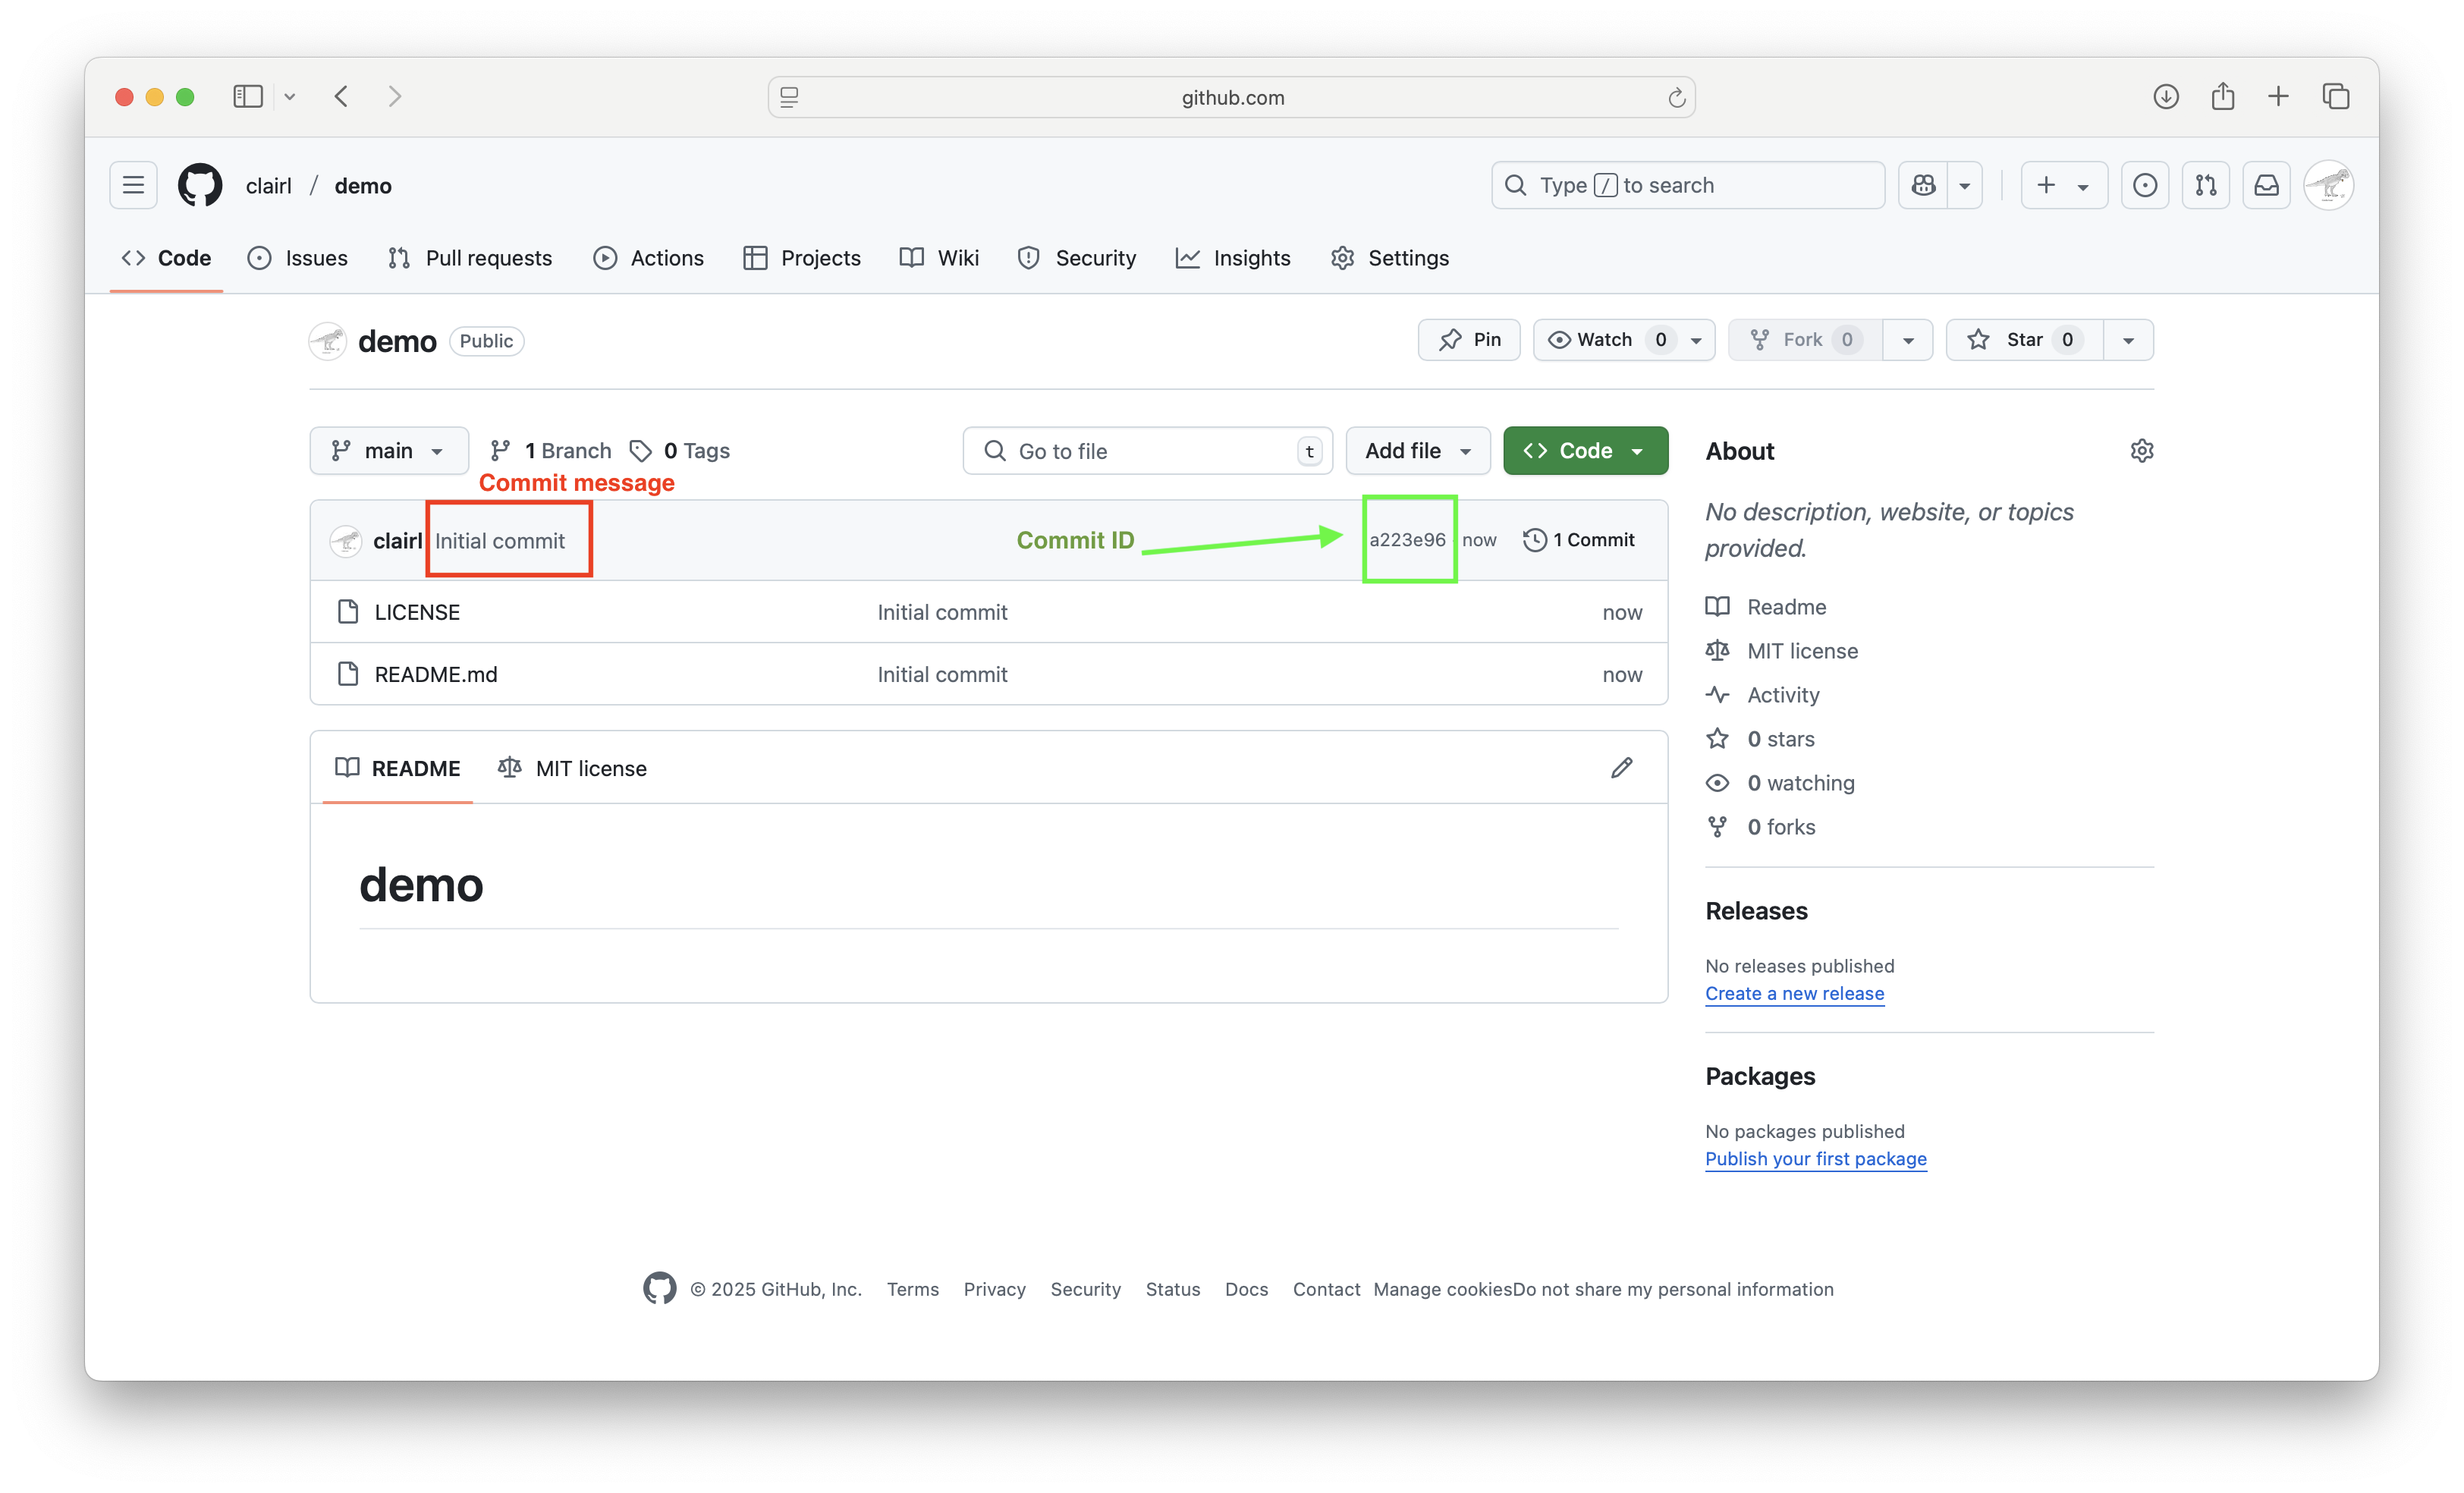 github.com
clairl / demo
Type / to search
Code Issues Pull requests Actions Projects Wiki Security Insights Settings
demo Public
Pin Watch 0 Fork 0 Star 0
main 1 Branch 0 Tags Go to file t Add file Code
Commit message
clairl Initial commit Commit ID a223e96 · now 1 Commit
LICENSE Initial commit now
README.md Initial commit now
README MIT license
demo
About
No description, website, or topics
provided.
Readme
MIT license
Activity
0 stars
0 watching
0 forks
Releases
No releases published
Create a new release
Packages
No packages published
Publish your first package
© 2025 GitHub, Inc. Terms Privacy Security Status Docs Contact Manage cookiesDo not share my personal information